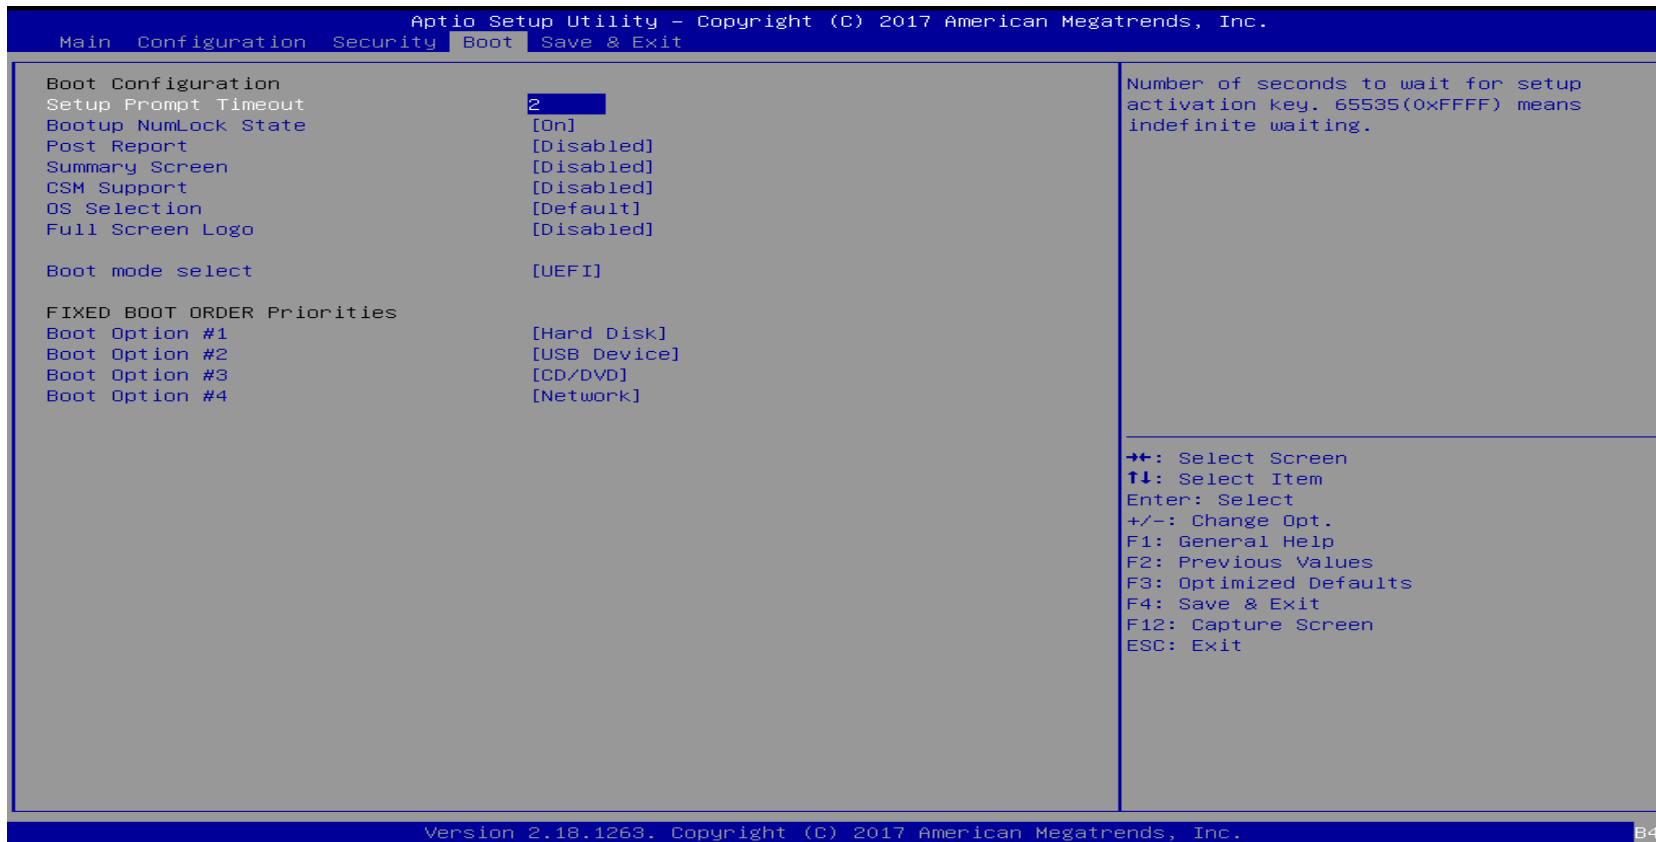 Aptio Setup Utility – Copyright (C) 2017 American Megatrends, Inc.
Main Configuration Security Boot Save & Exit
Boot Configuration
Setup Prompt Timeout 2
Bootup NumLock State [On]
Post Report [Disabled]
Summary Screen [Disabled]
CSM Support [Disabled]
OS Selection [Default]
Full Screen Logo [Disabled]
Boot mode select [UEFI]
FIXED BOOT ORDER Priorities
Boot Option #1 [Hard Disk]
Boot Option #2 [USB Device]
Boot Option #3 [CD/DVD]
Boot Option #4 [Network]
Number of seconds to wait for setup
activation key. 65535(0xFFFF) means
indefinite waiting.
→←: Select Screen
↑↓: Select Item
Enter: Select
+/-: Change Opt.
F1: General Help
F2: Previous Values
F3: Optimized Defaults
F4: Save & Exit
F12: Capture Screen
ESC: Exit
Version 2.18.1263. Copyright (C) 2017 American Megatrends, Inc.
B4